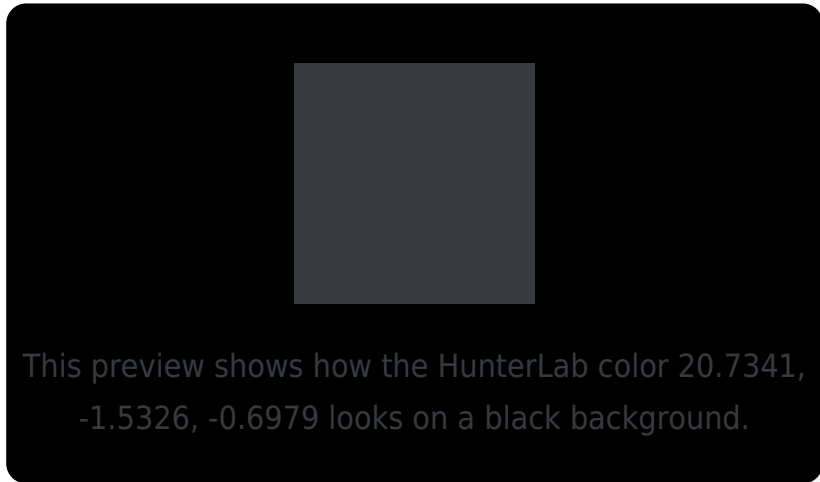 This preview shows how the HunterLab color 20.7341,
-1.5326, -0.6979 looks on a black background.